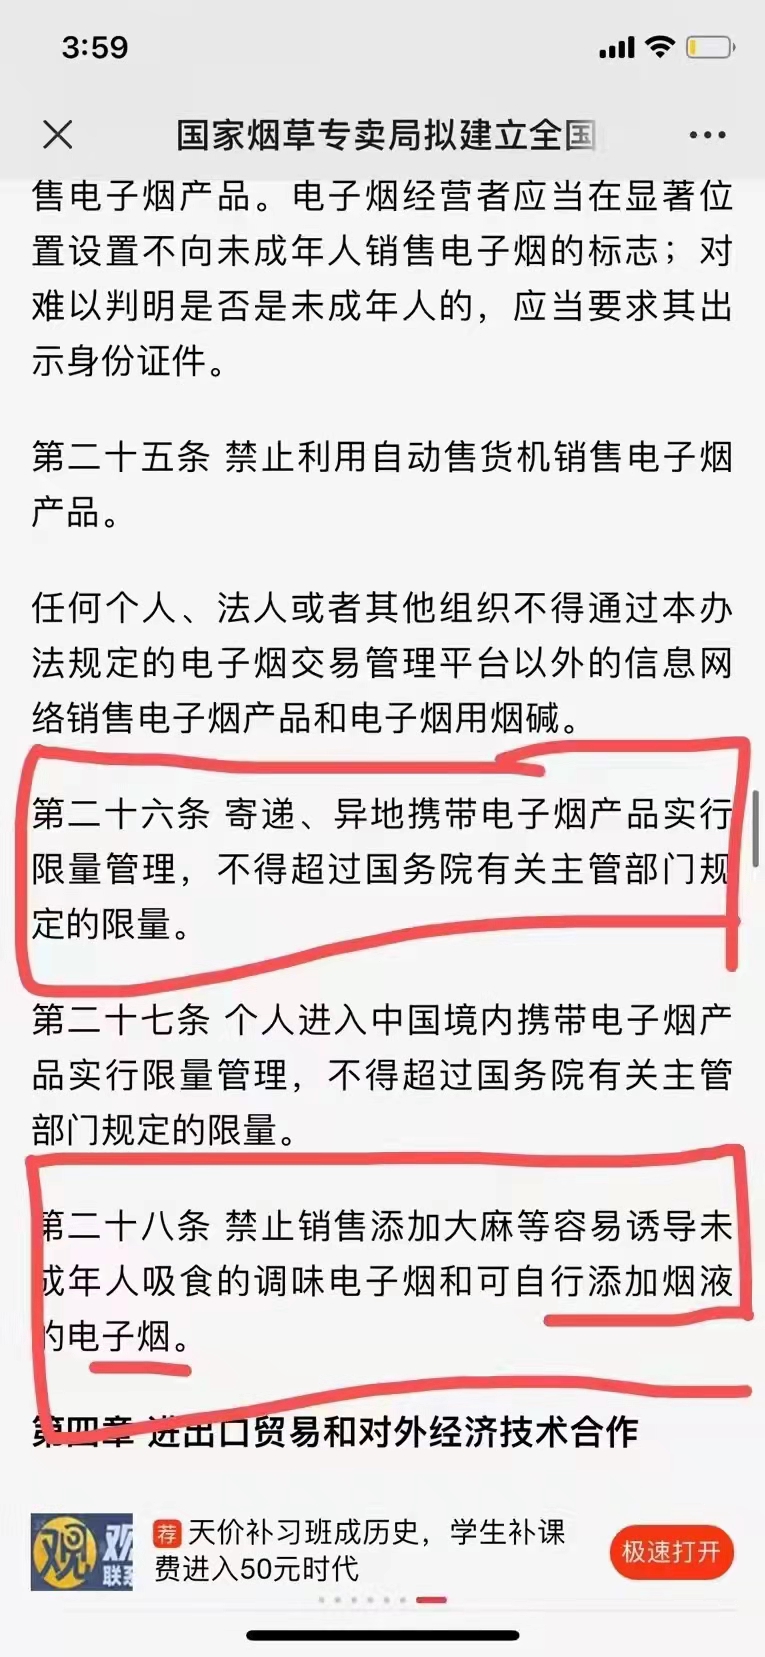 3:59
国家烟草专卖局拟建立全国
售电子烟产品。电子烟经营者应当在显著位
置设置不向未成年人销售电子烟的标志；对
难以判明是否是未成年人的，应当要求其出
示身份证件。
第二十五条 禁止利用自动售货机销售电子烟
产品。
任何个人、法人或者其他组织不得通过本办
法规定的电子烟交易管理平台以外的信息网
络销售电子烟产品和电子烟用烟碱。
第二十六条 寄递、异地携带电子烟产品实行
限量管理，不得超过国务院有关主管部门规
定的限量。
第二十七条 个人进入中国境内携带电子烟产
品实行限量管理，不得超过国务院有关主管
部门规定的限量。
第二十八条 禁止销售添加大麻等容易诱导未
成年人吸食的调味电子烟和可自行添加烟液
的电子烟。
第四章 进出口贸易和对外经济技术合作
观
荐 天价补习班成历史，学生补课
费进入50元时代
极速打开